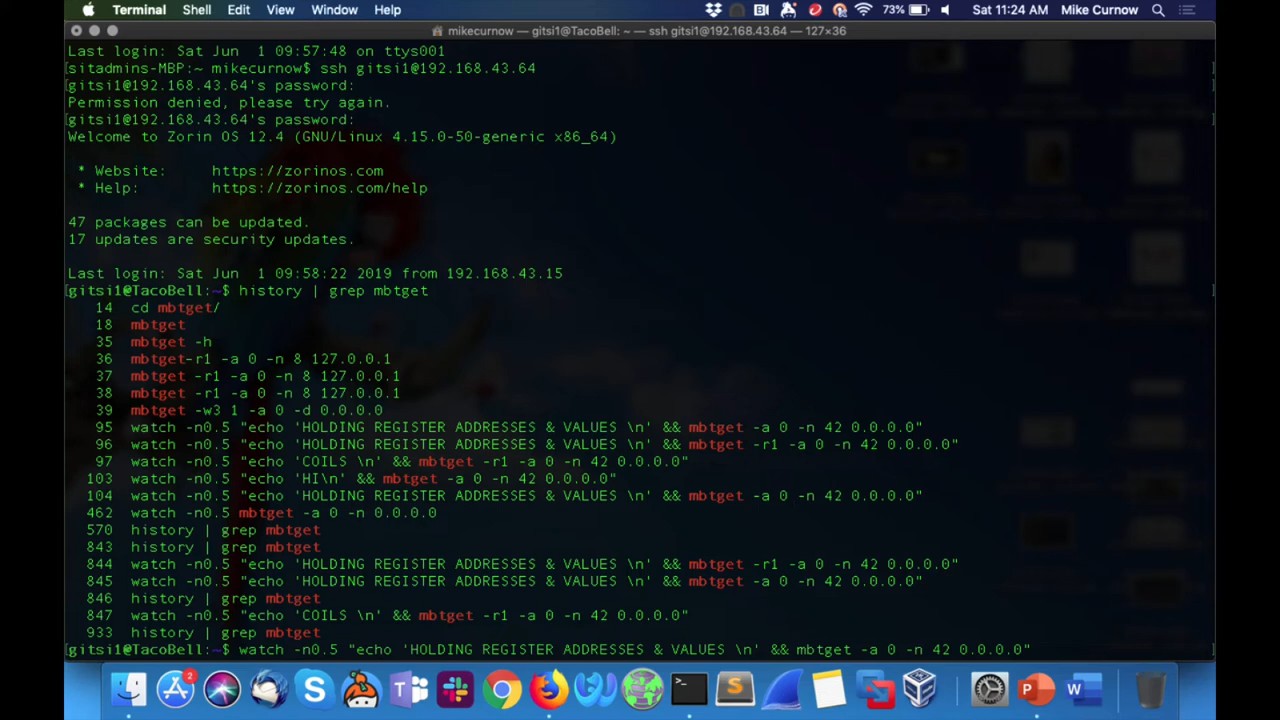 Terminal Shell Edit View Window Help 73% Sat Jun 1 11:24 AM Mike Curnow
mikecurnow — gitsi1@TacoBell: ~ — ssh gitsi1@192.168.43.64 — 127×36
Last login: Sat Jun  1 09:57:48 on ttys001
[sitadmins-MBP:~ mikecurnow$ ssh gitsi1@192.168.43.64 ]
[gitsi1@192.168.43.64's password: ]
Permission denied, please try again.
[gitsi1@192.168.43.64's password: ]
Welcome to Zorin OS 12.4 (GNU/Linux 4.15.0-50-generic x86_64)
* Website: https://zorinos.com
* Help: https://zorinos.com/help
47 packages can be updated.
17 updates are security updates.
Last login: Sat Jun  1 09:58:22 2019 from 192.168.43.15
[gitsi1@TacoBell:~$ history | grep mbtget ]
14 cd mbtget/
18 mbtget
35 mbtget -h
36 mbtget-r1 -a 0 -n 8 127.0.0.1
37 mbtget -r1 -a 0 -n 8 127.0.0.1
38 mbtget -r1 -a 0 -n 8 127.0.0.1
39 mbtget -w3 1 -a 0 -d 0.0.0.0
95 watch -n0.5 "echo 'HOLDING REGISTER ADDRESSES & VALUES \n' && mbtget -a 0 -n 42 0.0.0.0"
96 watch -n0.5 "echo 'HOLDING REGISTER ADDRESSES & VALUES \n' && mbtget -r1 -a 0 -n 42 0.0.0.0"
97 watch -n0.5 "echo 'COILS \n' && mbtget -r1 -a 0 -n 42 0.0.0.0"
103 watch -n0.5 "echo 'HI\n' && mbtget -a 0 -n 42 0.0.0.0"
104 watch -n0.5 "echo 'HOLDING REGISTER ADDRESSES & VALUES \n' && mbtget -a 0 -n 42 0.0.0.0"
462 watch -n0.5 mbtget -a 0 -n 0.0.0.0
570 history | grep mbtget
843 history | grep mbtget
844 watch -n0.5 "echo 'HOLDING REGISTER ADDRESSES & VALUES \n' && mbtget -r1 -a 0 -n 42 0.0.0.0"
845 watch -n0.5 "echo 'HOLDING REGISTER ADDRESSES & VALUES \n' && mbtget -a 0 -n 42 0.0.0.0"
846 history | grep mbtget
847 watch -n0.5 "echo 'COILS \n' && mbtget -r1 -a 0 -n 42 0.0.0.0"
933 history | grep mbtget
[gitsi1@TacoBell:~$ watch -n0.5 "echo 'HOLDING REGISTER ADDRESSES & VALUES \n' && mbtget -a 0 -n 42 0.0.0.0" ]
2